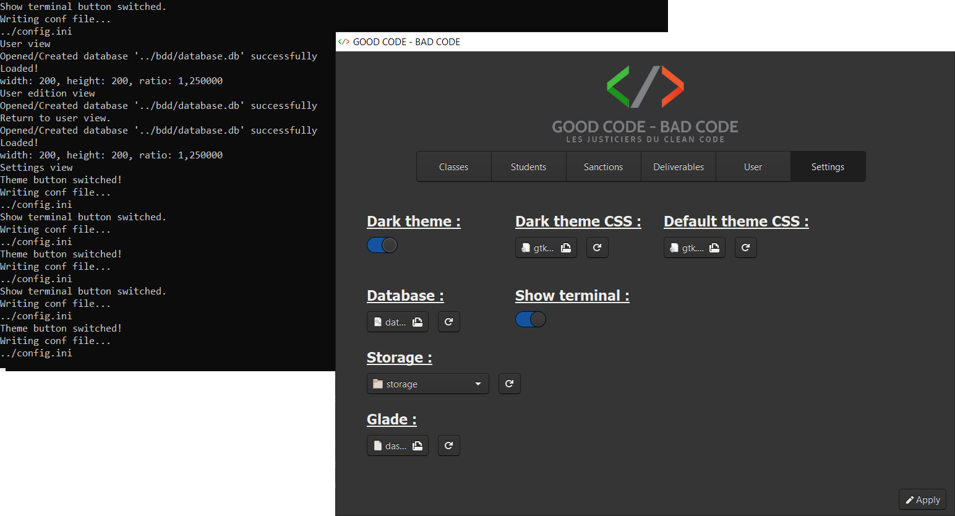 Show terminal button switched.
Writing conf file...
../config.ini
User view
Opened/Created database '../bdd/database.db' successfully
Loaded!
width: 200, height: 200, ratio: 1,250000
User edition view
Opened/Created database '../bdd/database.db' successfully
Return to user view.
Opened/Created database '../bdd/database.db' successfully
Loaded!
width: 200, height: 200, ratio: 1,250000
Settings view
Theme button switched!
Writing conf file...
../config.ini
Show terminal button switched.
Writing conf file...
../config.ini
Theme button switched!
Writing conf file...
../config.ini
Show terminal button switched.
Writing conf file...
../config.ini
Theme button switched!
Writing conf file...
../config.ini
</> GOOD CODE - BAD CODE
</>
GOOD CODE - BAD CODE
LES JUSTICIERS DU CLEAN CODE
Classes Students Sanctions Deliverables User Settings
Dark theme : Dark theme CSS : Default theme CSS :
gtk... gtk...
Database : Show terminal :
dat...
Storage :
storage
Glade :
das...
Apply